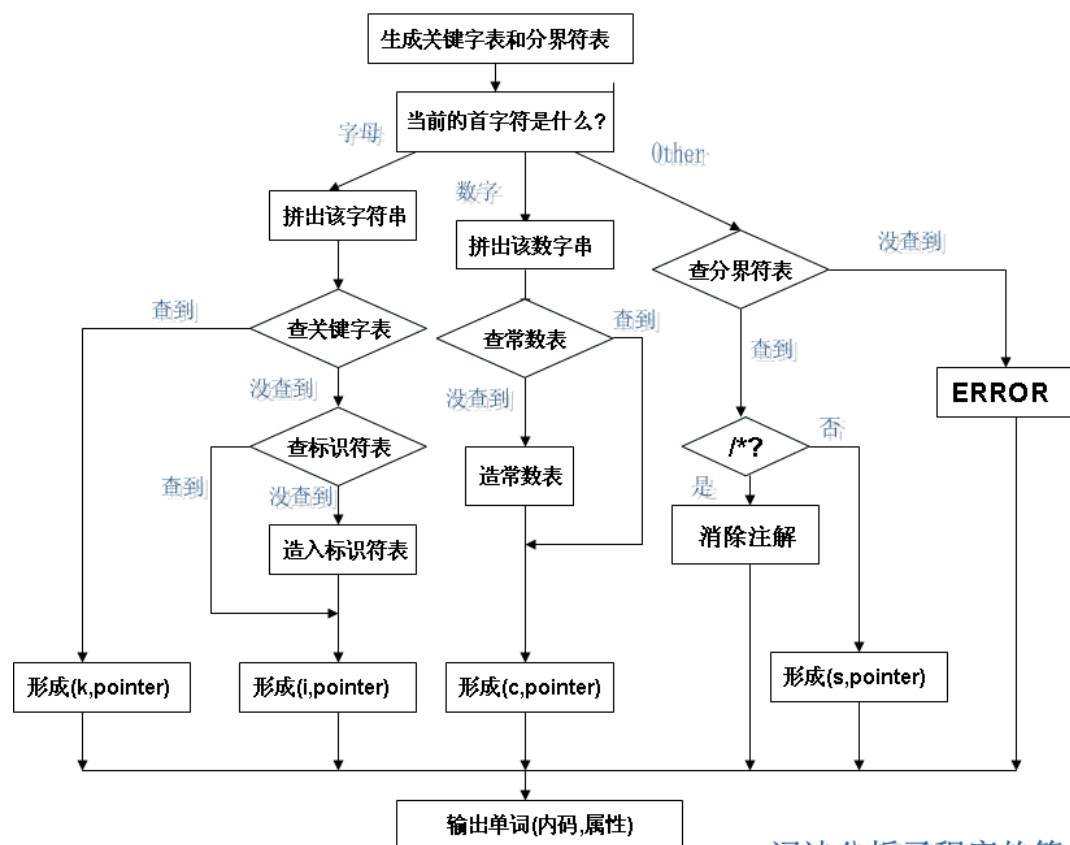 生成关键字表和分界符表
当前的首字符是什么?
字母
数字
Other
拼出该字符串
拼出该数字串
查分界符表
没查到
查到
查关键字表
查常数表
查到
查到
没查到
没查到
ERROR
查标识符表
/*?
否
查到
没查到
造常数表
是
造入标识符表
消除注解
形成(k,pointer)
形成(i,pointer)
形成(c,pointer)
形成(s,pointer)
输出单词(内码,属性)